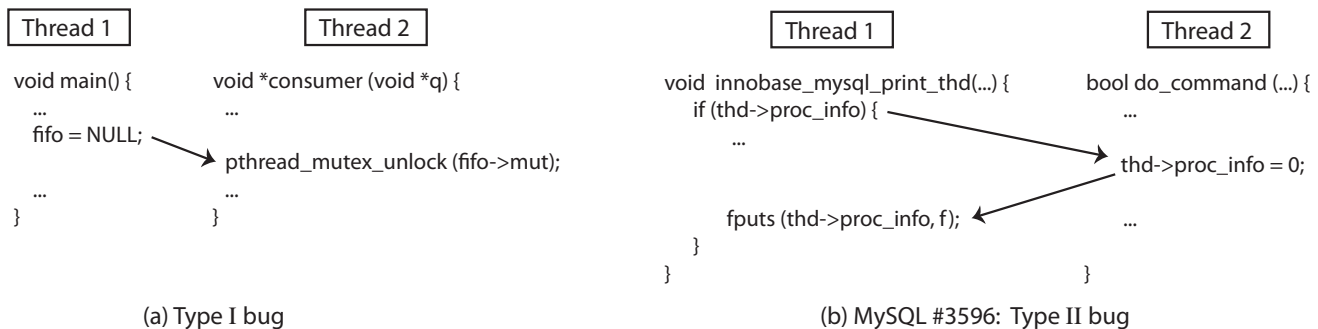 Thread 1
Thread 2
void main() {
...
fifo = NULL;
...
}
void *consumer (void *q) {
...
pthread_mutex_unlock (fifo->mut);
...
}
(a) Type I bug
Thread 1
Thread 2
void innobase_mysql_print_thd(...) {
if (thd->proc_info) {
...
fputs (thd->proc_info, f);
}
}
bool do_command (...) {
...
thd->proc_info = 0;
...
}
(b) MySQL #3596: Type II bug